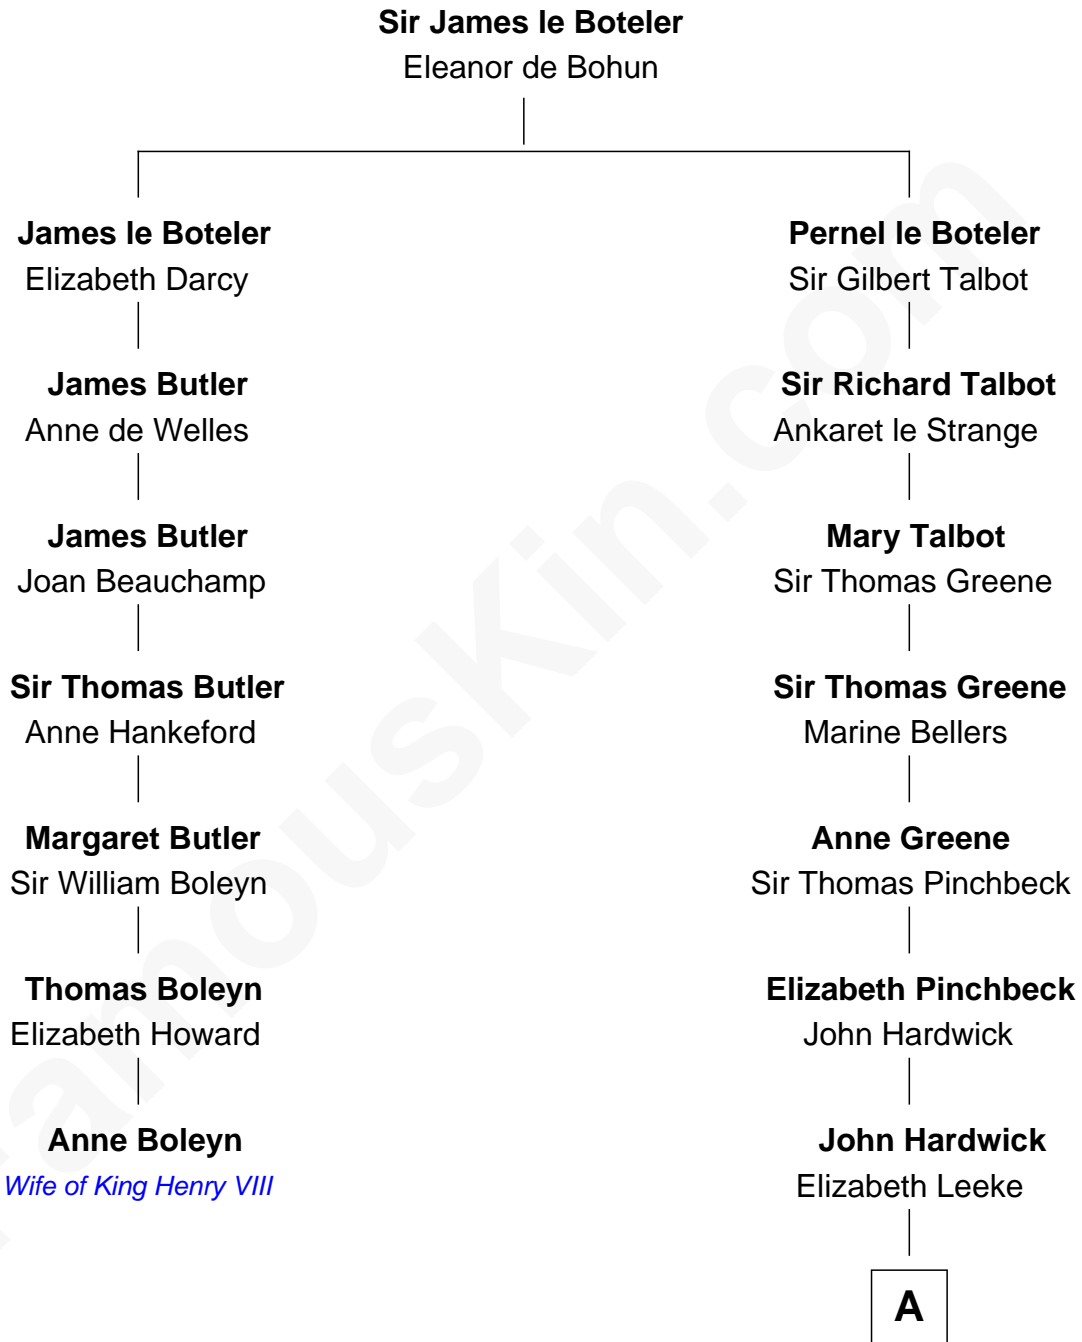 Sir James le Boteler
Eleanor de Bohun
James le Boteler
Elizabeth Darcy
James Butler
Anne de Welles
James Butler
Joan Beauchamp
Sir Thomas Butler
Anne Hankeford
Margaret Butler
Sir William Boleyn
Thomas Boleyn
Elizabeth Howard
Anne Boleyn
Wife of King Henry VIII
Pernel le Boteler
Sir Gilbert Talbot
Sir Richard Talbot
Ankaret le Strange
Mary Talbot
Sir Thomas Greene
Sir Thomas Greene
Marine Bellers
Anne Greene
Sir Thomas Pinchbeck
Elizabeth Pinchbeck
John Hardwick
John Hardwick
Elizabeth Leeke
A
FamousKin.com